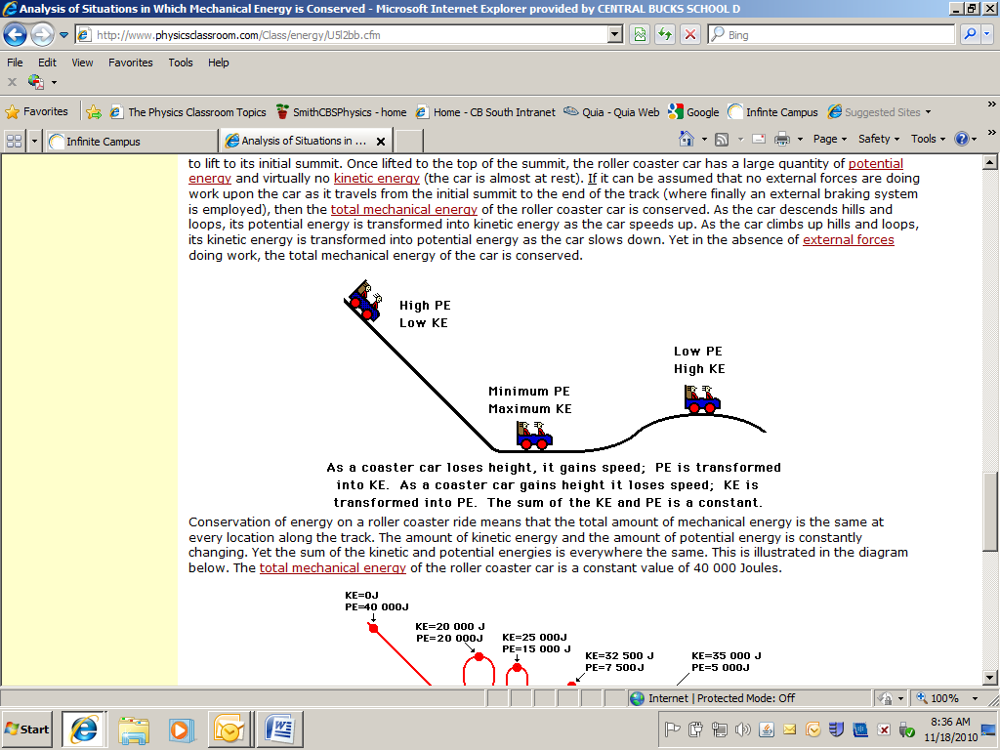 Analysis of Situations in Which Mechanical Energy is Conserved - Microsoft Internet Explorer provided by CENTRAL BUCKS SCHOOL D
http://www.physicsclassroom.com/Class/energy/U5l2bb.cfm
Bing
File Edit View Favorites Tools Help
Favorites The Physics Classroom Topics SmithCBSPhysics - home Home - CB South Intranet Quia - Quia Web Google Infinte Campus Suggested Sites
Infinite Campus Analysis of Situations in ... Page Safety Tools
to lift to its initial summit. Once lifted to the top of the summit, the roller coaster car has a large quantity of potential
energy and virtually no kinetic energy (the car is almost at rest). If it can be assumed that no external forces are doing
work upon the car as it travels from the initial summit to the end of the track (where finally an external braking system
is employed), then the total mechanical energy of the roller coaster car is conserved. As the car descends hills and
loops, its potential energy is transformed into kinetic energy as the car speeds up. As the car climbs up hills and loops,
its kinetic energy is transformed into potential energy as the car slows down. Yet in the absence of external forces
doing work, the total mechanical energy of the car is conserved.
High PE
Low KE
Low PE
High KE
Minimum PE
Maximum KE
As a coaster car loses height, it gains speed; PE is transformed
into KE. As a coaster car gains height it loses speed; KE is
transformed into PE. The sum of the KE and PE is a constant.
Conservation of energy on a roller coaster ride means that the total amount of mechanical energy is the same at
every location along the track. The amount of kinetic energy and the amount of potential energy is constantly
changing. Yet the sum of the kinetic and potential energies is everywhere the same. This is illustrated in the diagram
below. The total mechanical energy of the roller coaster car is a constant value of 40 000 Joules.
KE=0J
PE=40 000J
KE=20 000 J
PE=20 000J
KE=25 000J
PE=15 000 J
KE=32 500 J
PE=7 500J
KE=35 000 J
PE=5 000J
Internet | Protected Mode: Off 100%
Start
8:36 AM
11/18/2010